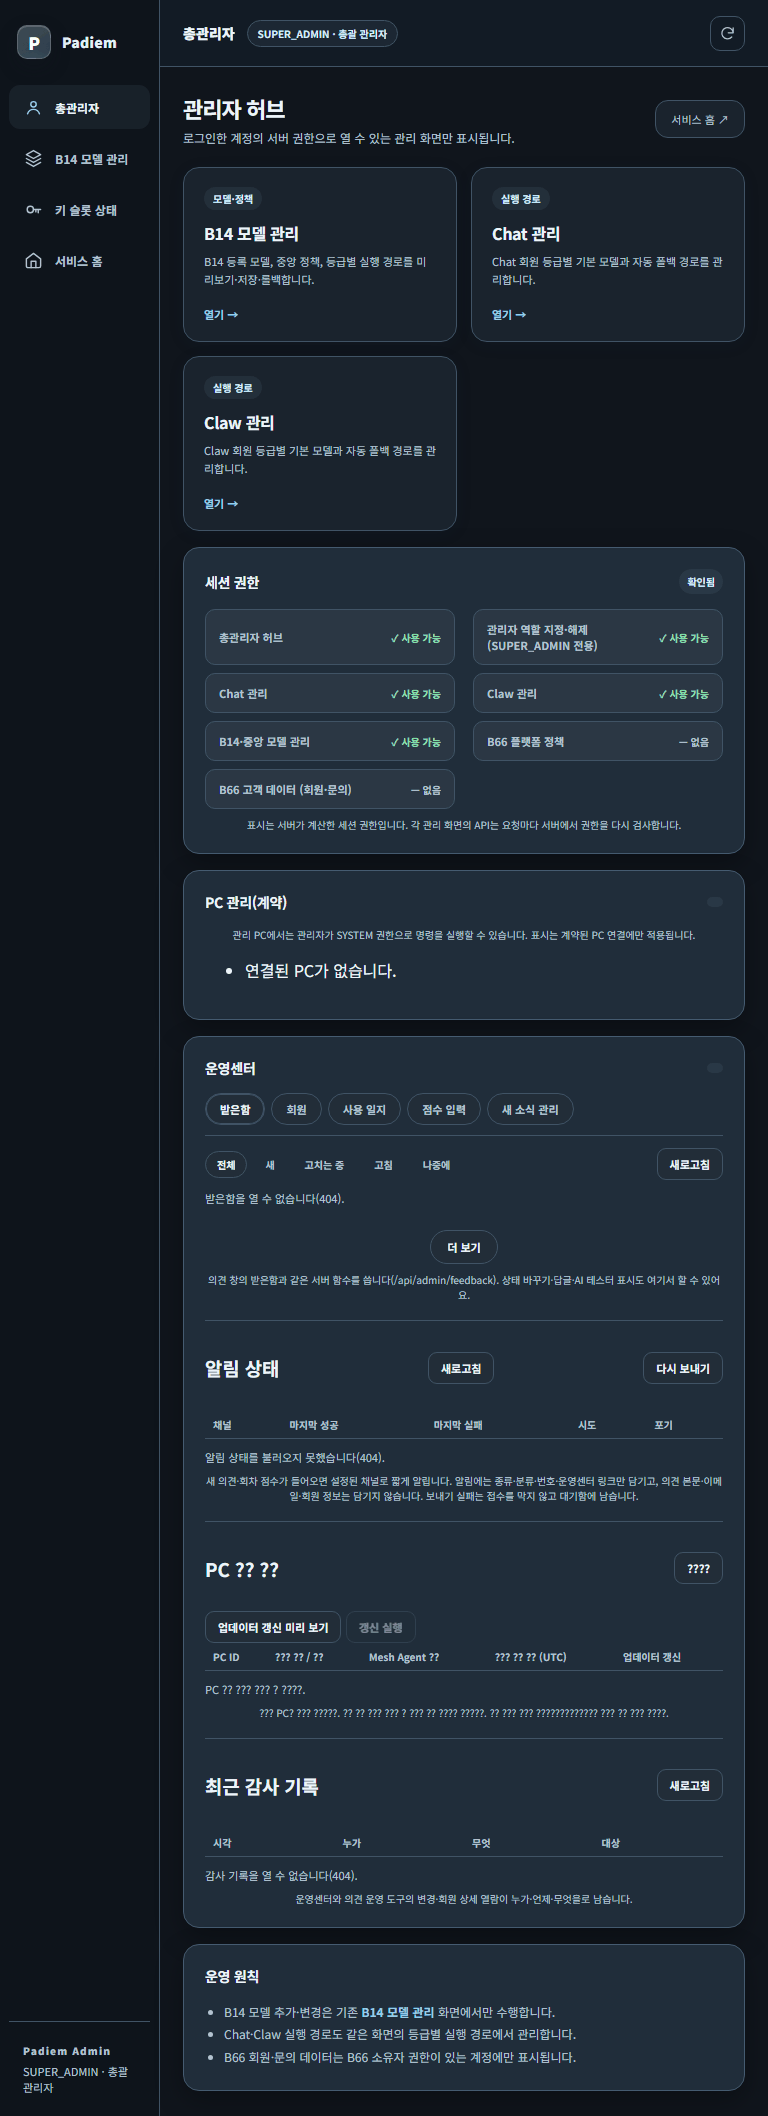 P Padiem
총관리자
B14 모델 관리
키 슬롯 상태
서비스 홈
총관리자 SUPER_ADMIN · 총괄 관리자
관리자 허브
로그인한 계정의 서버 권한으로 열 수 있는 관리 화면만 표시됩니다.
서비스 홈 ↗
모델·정책
B14 모델 관리
B14 등록 모델, 중앙 정책, 등급별 실행 경로를 미
리보기·저장·롤백합니다.
열기 →
실행 경로
Chat 관리
Chat 회원 등급별 기본 모델과 자동 폴백 경로를 관
리합니다.
열기 →
실행 경로
Claw 관리
Claw 회원 등급별 기본 모델과 자동 폴백 경로를 관
리합니다.
열기 →
세션 권한 확인됨
총관리자 허브 ✓ 사용 가능
관리자 역할 지정·해제
(SUPER_ADMIN 전용) ✓ 사용 가능
Chat 관리 ✓ 사용 가능
Claw 관리 ✓ 사용 가능
B14·중앙 모델 관리 ✓ 사용 가능
B66 플랫폼 정책 — 없음
B66 고객 데이터 (회원·문의) — 없음
표시는 서버가 계산한 세션 권한입니다. 각 관리 화면의 API는 요청마다 서버에서 권한을 다시 검사합니다.
PC 관리(계약)
관리 PC에서는 관리자가 SYSTEM 권한으로 명령을 실행할 수 있습니다. 표시는 계약된 PC 연결에만 적용됩니다.
• 연결된 PC가 없습니다.
운영센터
받은함 회원 사용 일지 점수 입력 새 소식 관리
전체 새 고치는 중 고침 나중에 새로고침
받은함을 열 수 없습니다(404).
더 보기
의견 창의 받은함과 같은 서버 함수를 씁니다(/api/admin/feedback). 상태 바꾸기·답글·AI 테스터 표시도 여기서 할 수 있어
요.
알림 상태 새로고침 다시 보내기
채널 마지막 성공 마지막 실패 시도 포기
알림 상태를 불러오지 못했습니다(404).
새 의견·회차 점수가 들어오면 설정된 채널로 짧게 알립니다. 알림에는 종류·분류·번호·운영센터 링크만 담기고, 의견 본문·이메
일·회원 정보는 담기지 않습니다. 보내기 실패는 접수를 막지 않고 대기함에 남습니다.
PC ?? ?? ????
업데이터 갱신 미리 보기 갱신 실행
PC ID ??? ?? / ?? Mesh Agent ?? ??? ?? ?? (UTC) 업데이터 갱신
PC ?? ??? ??? ? ????.
??? PC? ??? ?????. ?? ?? ??? ??? ? ??? ?? ???? ?????. ?? ??? ??? ????????????? ??? ?? ??? ????.
최근 감사 기록 새로고침
시각 누가 무엇 대상
감사 기록을 열 수 없습니다(404).
운영센터와 의견 운영 도구의 변경·회원 상세 열람이 누가·언제·무엇을로 남습니다.
운영 원칙
• B14 모델 추가·변경은 기존 B14 모델 관리 화면에서만 수행합니다.
• Chat·Claw 실행 경로도 같은 화면의 등급별 실행 경로에서 관리합니다.
• B66 회원·문의 데이터는 B66 소유자 권한이 있는 계정에만 표시됩니다.
Padiem Admin
SUPER_ADMIN · 총괄
관리자